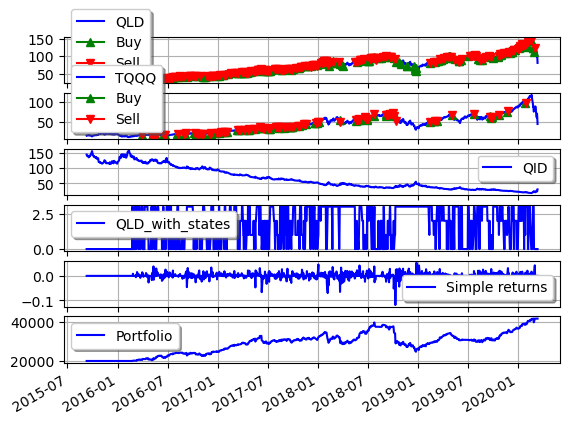 QLD
Buy
Sell
150
100
50
TQQQ
Buy
Sell
100
50
150
100
50
QID
2.5
0.0
QLD_with_states
0.0
−0.1
Simple returns
40000
20000
Portfolio
2015-07
2016-01
2016-07
2017-01
2017-07
2018-01
2018-07
2019-01
2019-07
2020-01